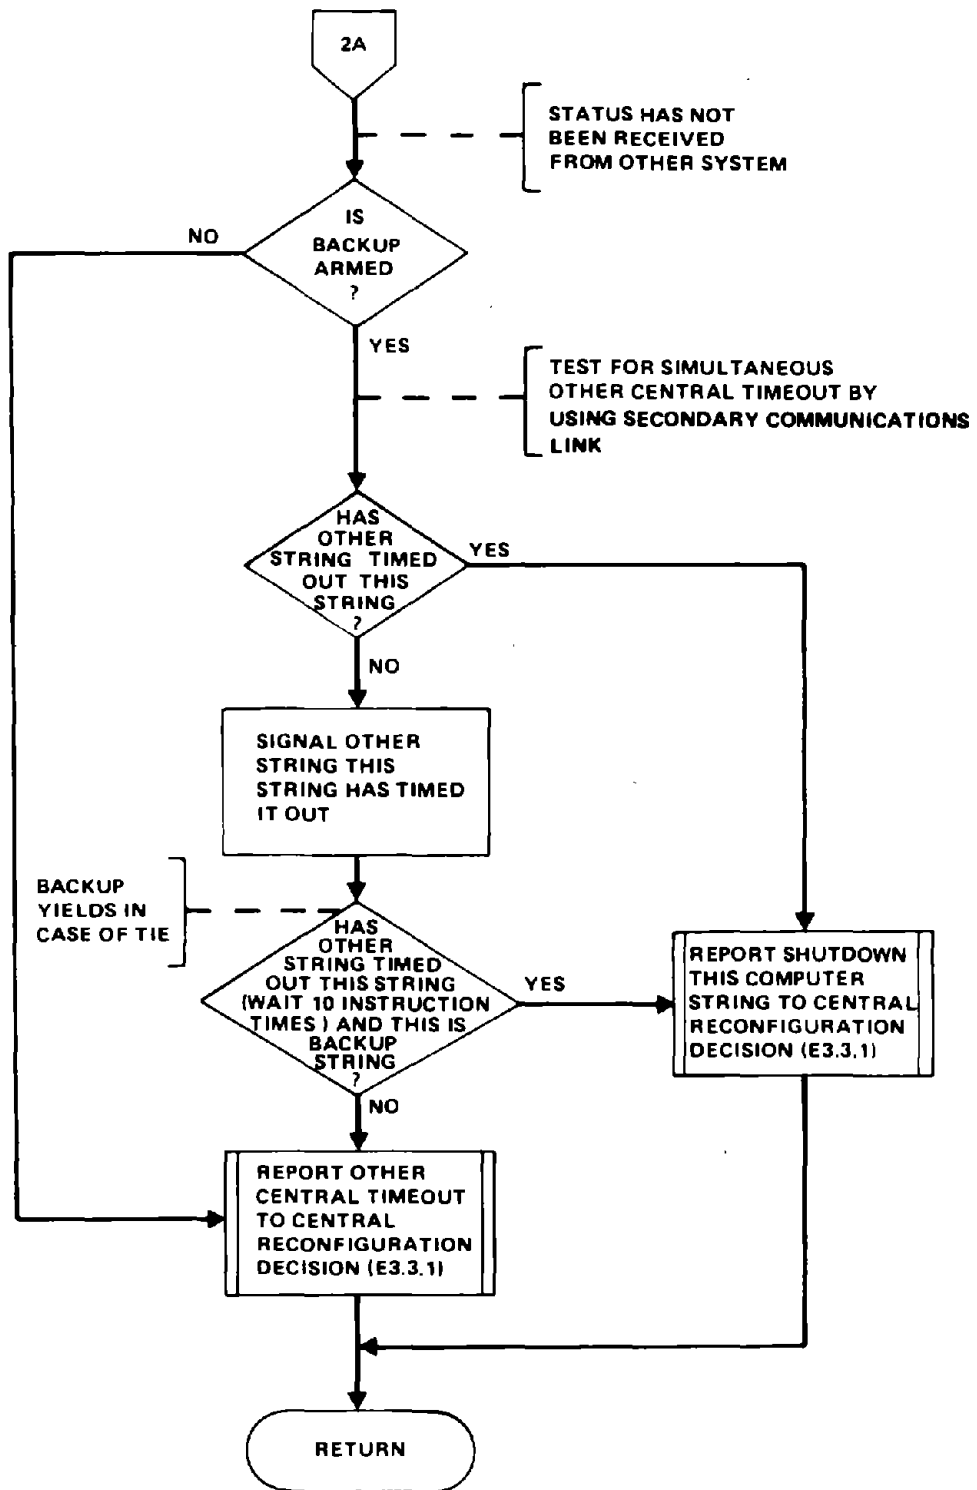 2A
STATUS HAS NOT
BEEN RECEIVED
FROM OTHER SYSTEM
IS
BACKUP
ARMED
?
NO
YES
TEST FOR SIMULTANEOUS
OTHER CENTRAL TIMEOUT BY
USING SECONDARY COMMUNICATIONS
LINK
HAS
OTHER
STRING TIMED
OUT THIS
STRING
?
YES
NO
SIGNAL OTHER
STRING THIS
STRING HAS TIMED
IT OUT
BACKUP
YIELDS IN
CASE OF TIE
HAS
OTHER
STRING TIMED
OUT THIS STRING
(WAIT 10 INSTRUCTION
TIMES) AND THIS IS
BACKUP
STRING
?
YES
NO
REPORT SHUTDOWN
THIS COMPUTER
STRING TO CENTRAL
RECONFIGURATION
DECISION (E3.3.1)
REPORT OTHER
CENTRAL TIMEOUT
TO CENTRAL
RECONFIGURATION
DECISION (E3.3.1)
RETURN